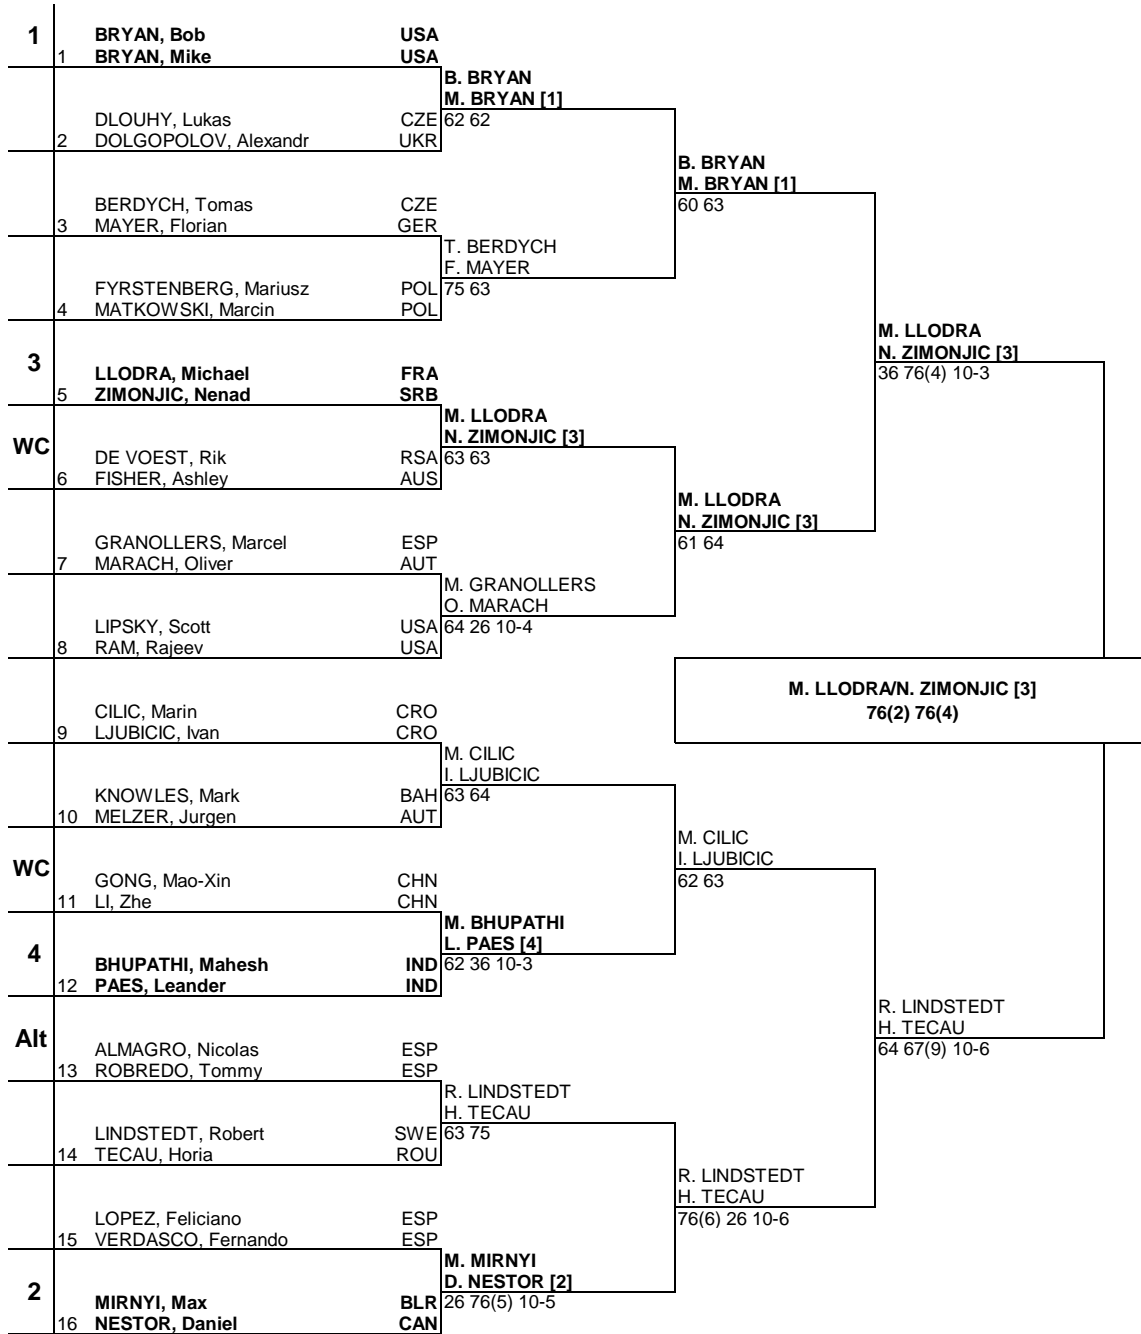 1 BRYAN, Bob USA
1 BRYAN, Mike USA
B. BRYAN
M. BRYAN [1]
DLOUHY, Lukas CZE 62 62
2 DOLGOPOLOV, Alexandr UKR
B. BRYAN
M. BRYAN [1]
BERDYCH, Tomas CZE 60 63
3 MAYER, Florian GER
T. BERDYCH
F. MAYER
FYRSTENBERG, Mariusz POL 75 63
4 MATKOWSKI, Marcin POL
M. LLODRA
N. ZIMONJIC [3]
3 LLODRA, Michael FRA 36 76(4) 10-3
5 ZIMONJIC, Nenad SRB
M. LLODRA
WC N. ZIMONJIC [3]
DE VOEST, Rik RSA 63 63
6 FISHER, Ashley AUS
M. LLODRA
N. ZIMONJIC [3]
GRANOLLERS, Marcel ESP 61 64
7 MARACH, Oliver AUT
M. GRANOLLERS
O. MARACH
LIPSKY, Scott USA 64 26 10-4
8 RAM, Rajeev USA
M. LLODRA/N. ZIMONJIC [3]
76(2) 76(4)
CILIC, Marin CRO
9 LJUBICIC, Ivan CRO
M. CILIC
I. LJUBICIC
KNOWLES, Mark BAH 63 64
10 MELZER, Jurgen AUT
M. CILIC
I. LJUBICIC
WC GONG, Mao-Xin CHN 62 63
11 LI, Zhe CHN
M. BHUPATHI
L. PAES [4]
4 BHUPATHI, Mahesh IND 62 36 10-3
12 PAES, Leander IND
R. LINDSTEDT
H. TECAU
Alt ALMAGRO, Nicolas ESP 64 67(9) 10-6
13 ROBREDO, Tommy ESP
R. LINDSTEDT
H. TECAU
LINDSTEDT, Robert SWE 63 75
14 TECAU, Horia ROU
R. LINDSTEDT
H. TECAU
LOPEZ, Feliciano ESP 76(6) 26 10-6
15 VERDASCO, Fernando ESP
M. MIRNYI
D. NESTOR [2]
2 MIRNYI, Max BLR 26 76(5) 10-5
16 NESTOR, Daniel CAN